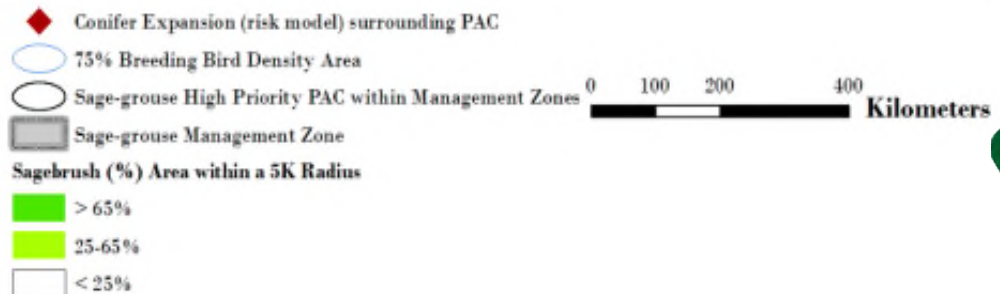 Conifer Expansion (risk model) surrounding PAC
75% Breeding Bird Density Area
Sage-grouse High Priority PAC within Management Zones
Sage-grouse Management Zone
Sagebrush (%) Area within a 5K Radius
> 65%
25-65%
< 25%
0 100 200 400
Kilometers